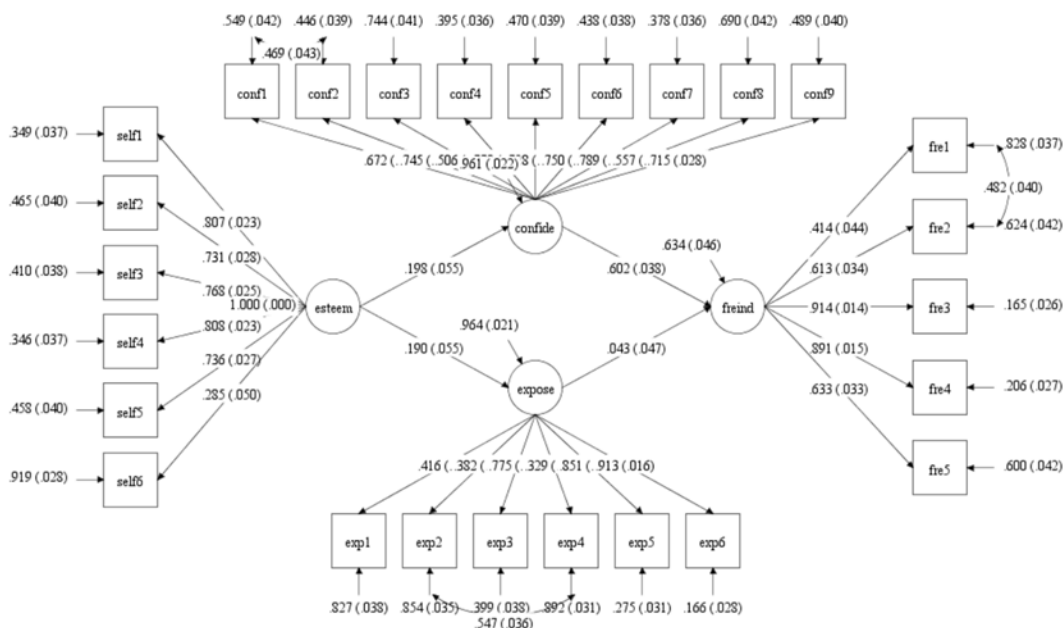 .549 (.042) .446 (.039) .744 (.041) .395 (.036) .470 (.039) .438 (.038) .378 (.036) .690 (.042) .489 (.040)
.469 (.043)
conf1 conf2 conf3 conf4 conf5 conf6 conf7 conf8 conf9
.672 (. .745 (. .506 .750 (. .789 (. .557 (. .715 (.028)
.961 (.022)
confide
.349 (.037) self1
.465 (.040) self2
.410 (.038) self3
.346 (.037) self4
.458 (.040) self5
.919 (.028) self6
.807 (.023)
.731 (.028)
.768 (.025)
1.000 (.000)
.808 (.023)
.736 (.027)
.285 (.050)
esteem
.198 (.055)
.190 (.055)
.602 (.038)
.043 (.047)
.634 (.046)
freind
.964 (.021)
expose
.414 (.044)
.613 (.034)
.914 (.014)
.891 (.015)
.633 (.033)
fre1 .828 (.037)
.482 (.040)
fre2 .624 (.042)
fre3 .165 (.026)
fre4 .206 (.027)
fre5 .600 (.042)
.416 (. .382 (. .775 (. .329 (. .851 (. .913 (.016)
exp1 exp2 exp3 exp4 exp5 exp6
.827 (.038) .854 (.035) .399 (.038) .892 (.031) .275 (.031) .166 (.028)
.547 (.036)